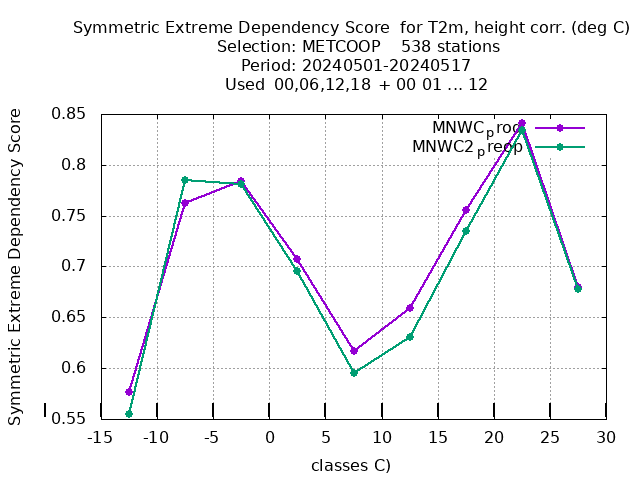 Symmetric Extreme Dependency Score  for T2m, height corr. (deg C)
Selection: METCOOP    538 stations
Period: 20240501-20240517
Used  00,06,12,18 + 00 01 ... 12
Symmetric Extreme Dependency Score
0.85
0.8
0.75
0.7
0.65
0.6
0.55
MNWC_prod
MNWC2_preop
-15 -10 -5 0 5 10 15 20 25 30
classes C)